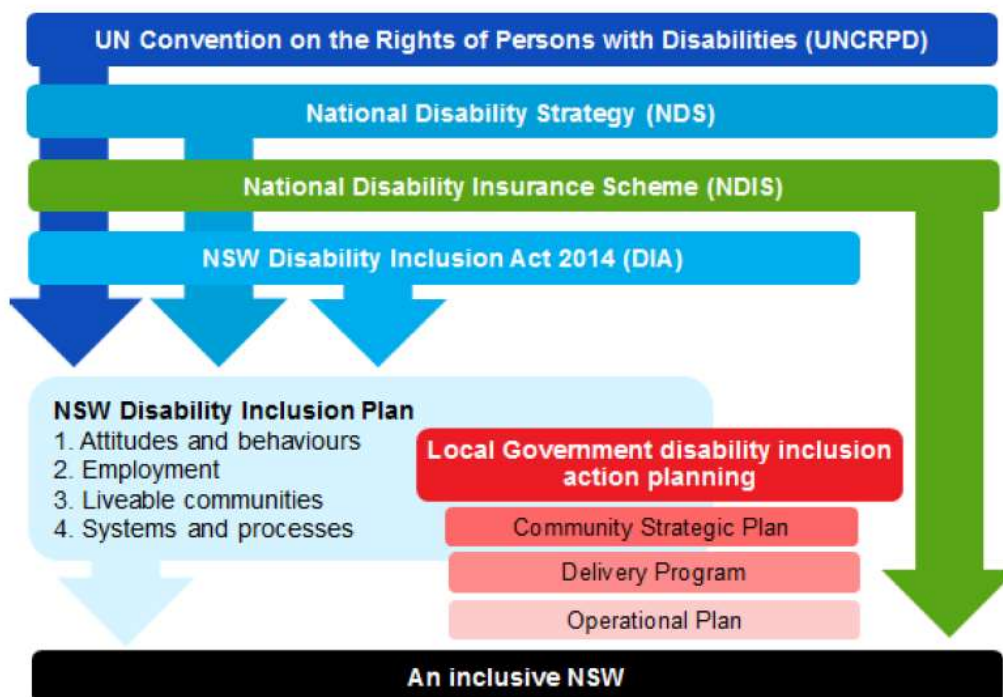 UN Convention on the Rights of Persons with Disabilities (UNCRPD)
National Disability Strategy (NDS)
National Disability Insurance Scheme (NDIS)
NSW Disability Inclusion Act 2014 (DIA)
NSW Disability Inclusion Plan
1. Attitudes and behaviours
2. Employment
3. Liveable communities
4. Systems and processes
Local Government disability inclusion
action planning
Community Strategic Plan
Delivery Program
Operational Plan
An inclusive NSW